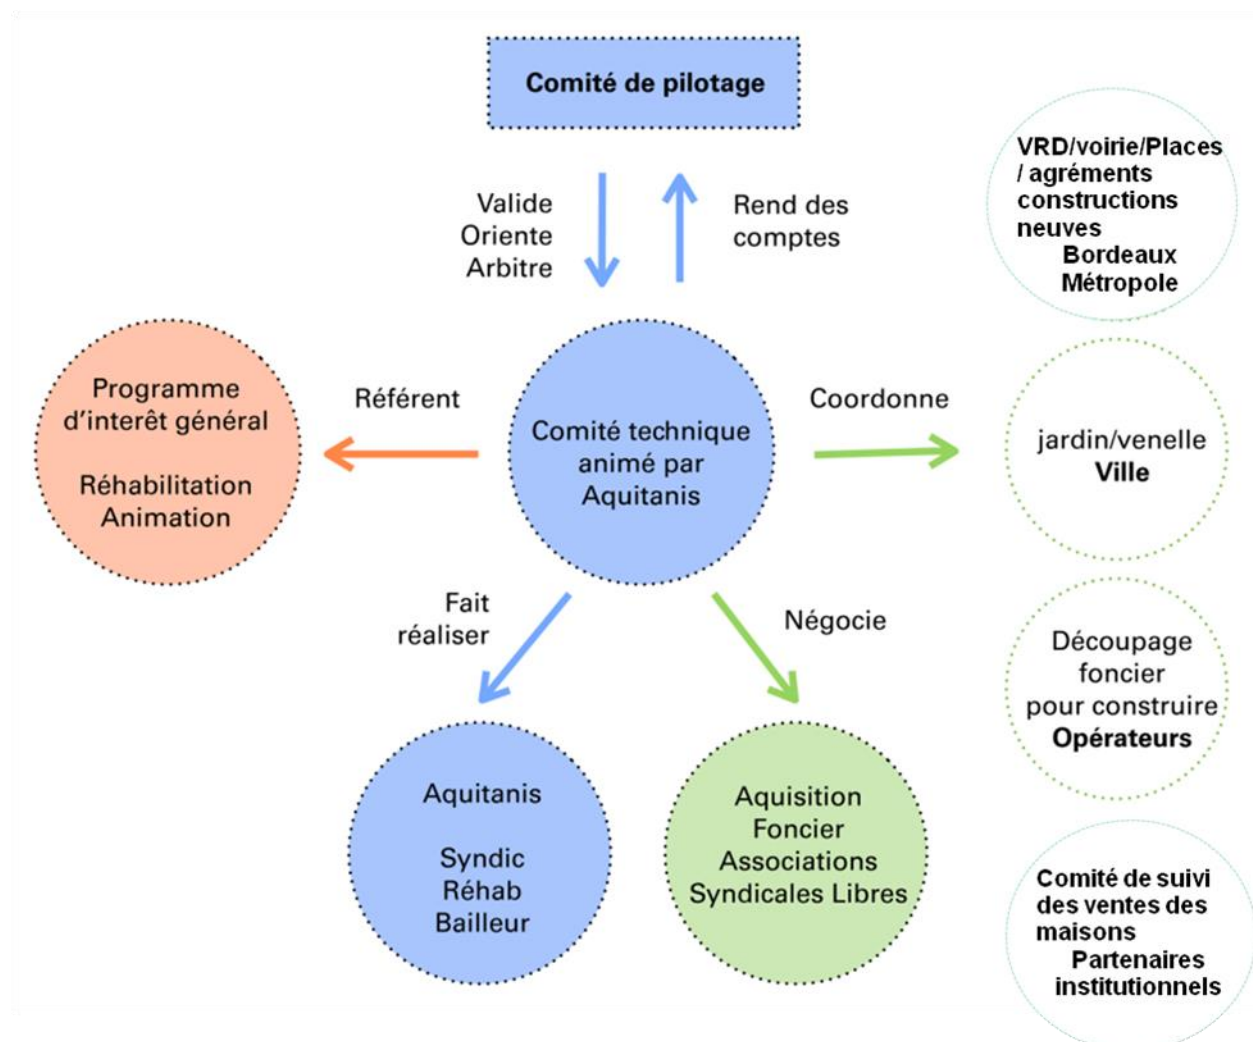 Comité de pilotage
Valide
Oriente
Arbitre
Rend des
comptes
VRD/voirie/Places
/ agréments
constructions
neuves
Bordeaux
Métropole
Programme
d'interêt général
Réhabilitation
Animation
Référent
Comité technique
animé par
Aquitanis
Coordonne
jardin/venelle
Ville
Fait
réaliser
Négocie
Découpage
foncier
pour construire
Opérateurs
Aquitanis
Syndic
Réhab
Bailleur
Aquisition
Foncier
Associations
Syndicales Libres
Comité de suivi
des ventes des
maisons
Partenaires
institutionnels